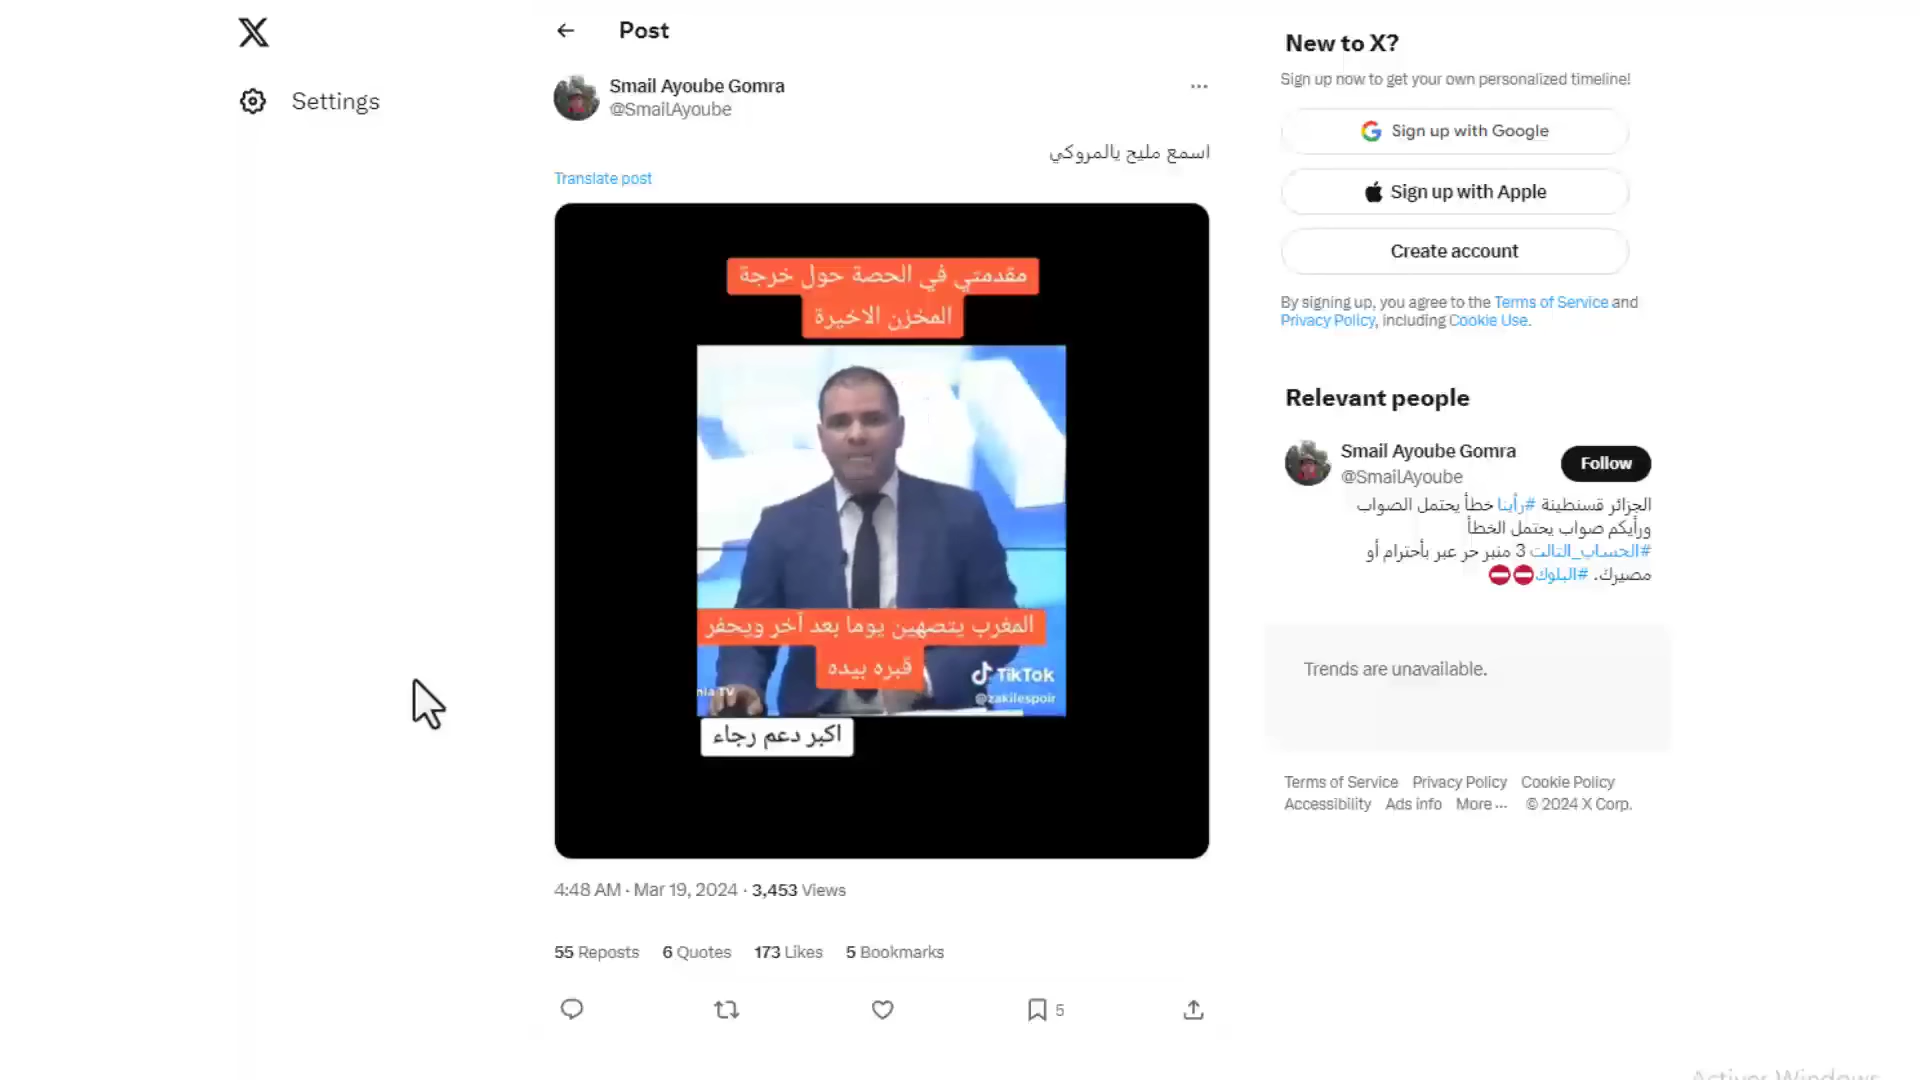 Settings
Post
Smail Ayoube Gomra
@SmailAyoube
اسمع مليح يالمروكي
Translate post
مقدمتي في الحصة حول خرجة
المخزن الاخيرة
المغرب يتصهين يوما بعد آخر ويحفر
قبره بيده
TikTok
@zakilespoir
nia TV
اكبر دعم رجاء
4:48 AM · Mar 19, 2024 · 3,453 Views
55 Reposts 6 Quotes 173 Likes 5 Bookmarks
5
New to X?
Sign up now to get your own personalized timeline!
Sign up with Google
Sign up with Apple
Create account
By signing up, you agree to the Terms of Service and
Privacy Policy, including Cookie Use.
Relevant people
Smail Ayoube Gomra
@SmailAyoube
Follow
الجزائر قسنطينة #رأينا خطأ يحتمل الصواب
ورأيكم صواب يحتمل الخطأ
#الحساب_التالت 3 منبر حر عبر بأحترام أو
مصيرك. #البلوك⛔⛔
Trends are unavailable.
Terms of Service Privacy Policy Cookie Policy
Accessibility Ads info More ··· © 2024 X Corp.
Activer Windows